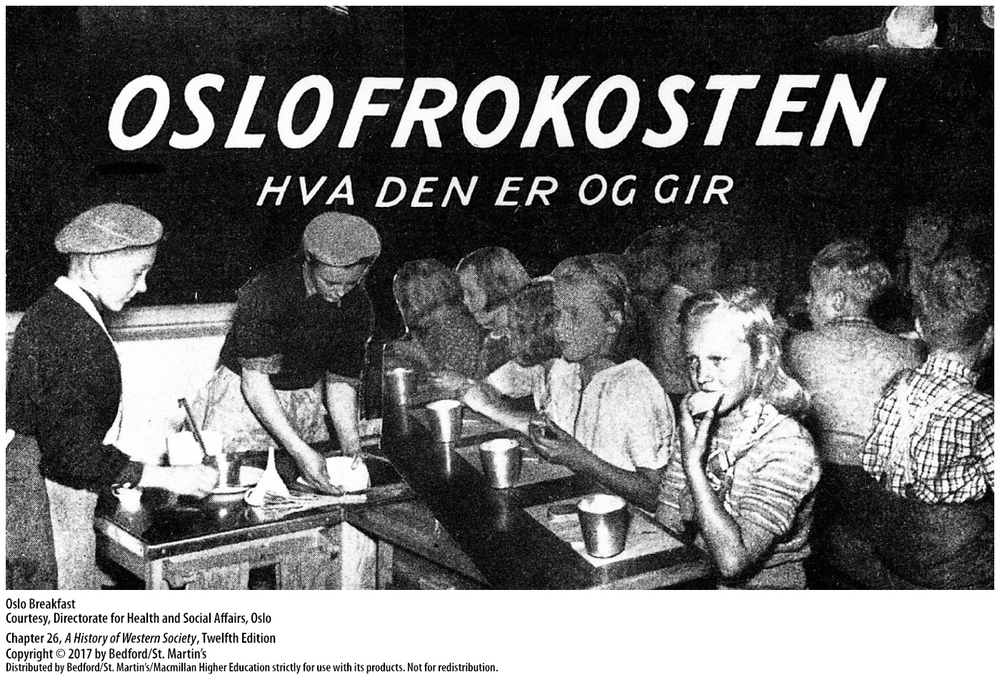 OSLOFROKOSTEN
HVA DEN ER OG GIR
Oslo Breakfast
Courtesy, Directorate for Health and Social Affairs, Oslo
Chapter 26, A History of Western Society, Twelfth Edition
Copyright © 2017 by Bedford/St. Martin's
Distributed by Bedford/St. Martin's/Macmillan Higher Education strictly for use with its products. Not for redistribution.